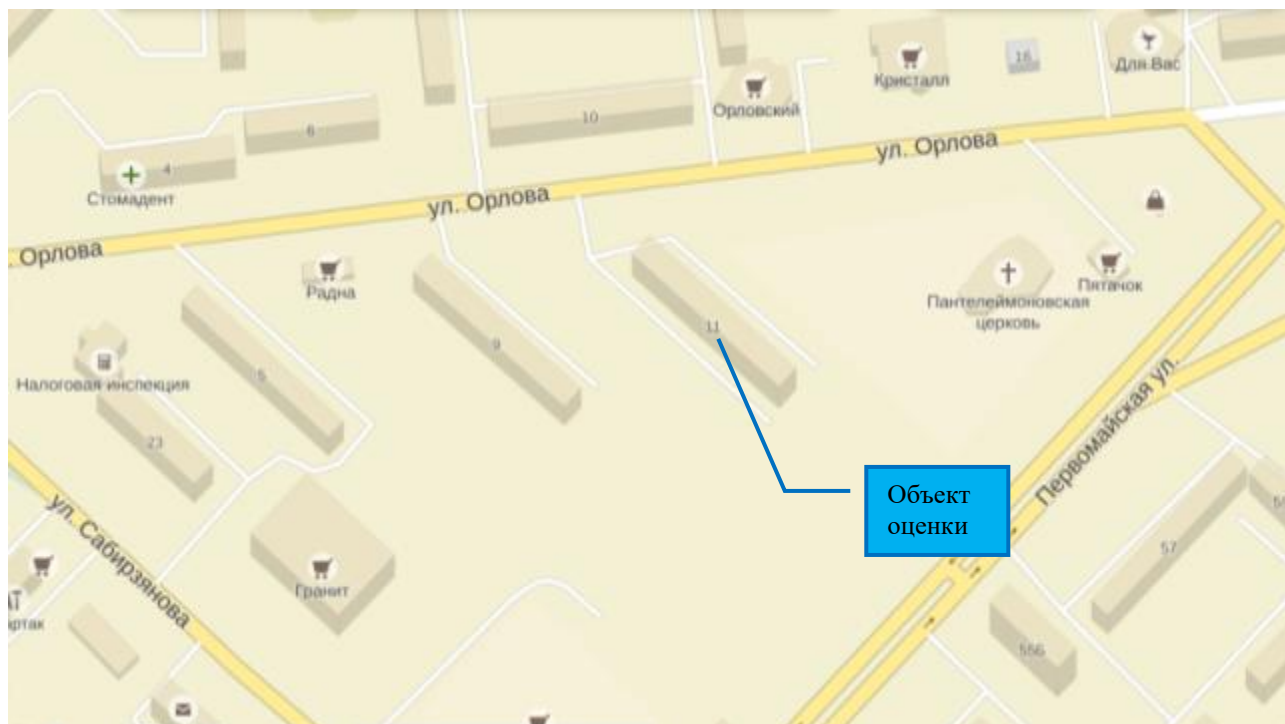 16
Для Вас
Кристалл
Орловский
10
6
4
Стомадент
ул. Орлова
ул. Орлова
. Орлова
Радна
Пятачок
Пантелеймоновская
церковь
11
9
5
Налоговая инспекция
23
Первомайская ул.
Объект
оценки
ул. Сабирзянова
Гранит
57
55Б